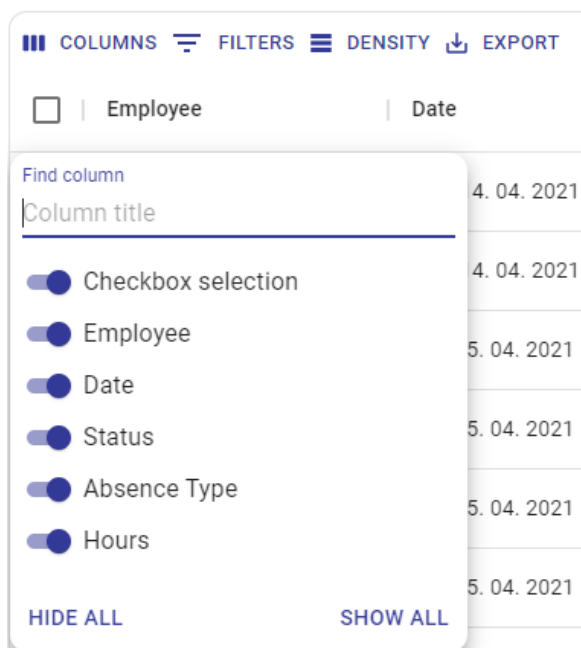 COLUMNS FILTERS DENSITY EXPORT
Employee Date
Find column
Column title
4. 04. 2021
Checkbox selection
4. 04. 2021
Employee
5. 04. 2021
Date
Status
5. 04. 2021
Absence Type
5. 04. 2021
Hours
5. 04. 2021
HIDE ALL SHOW ALL